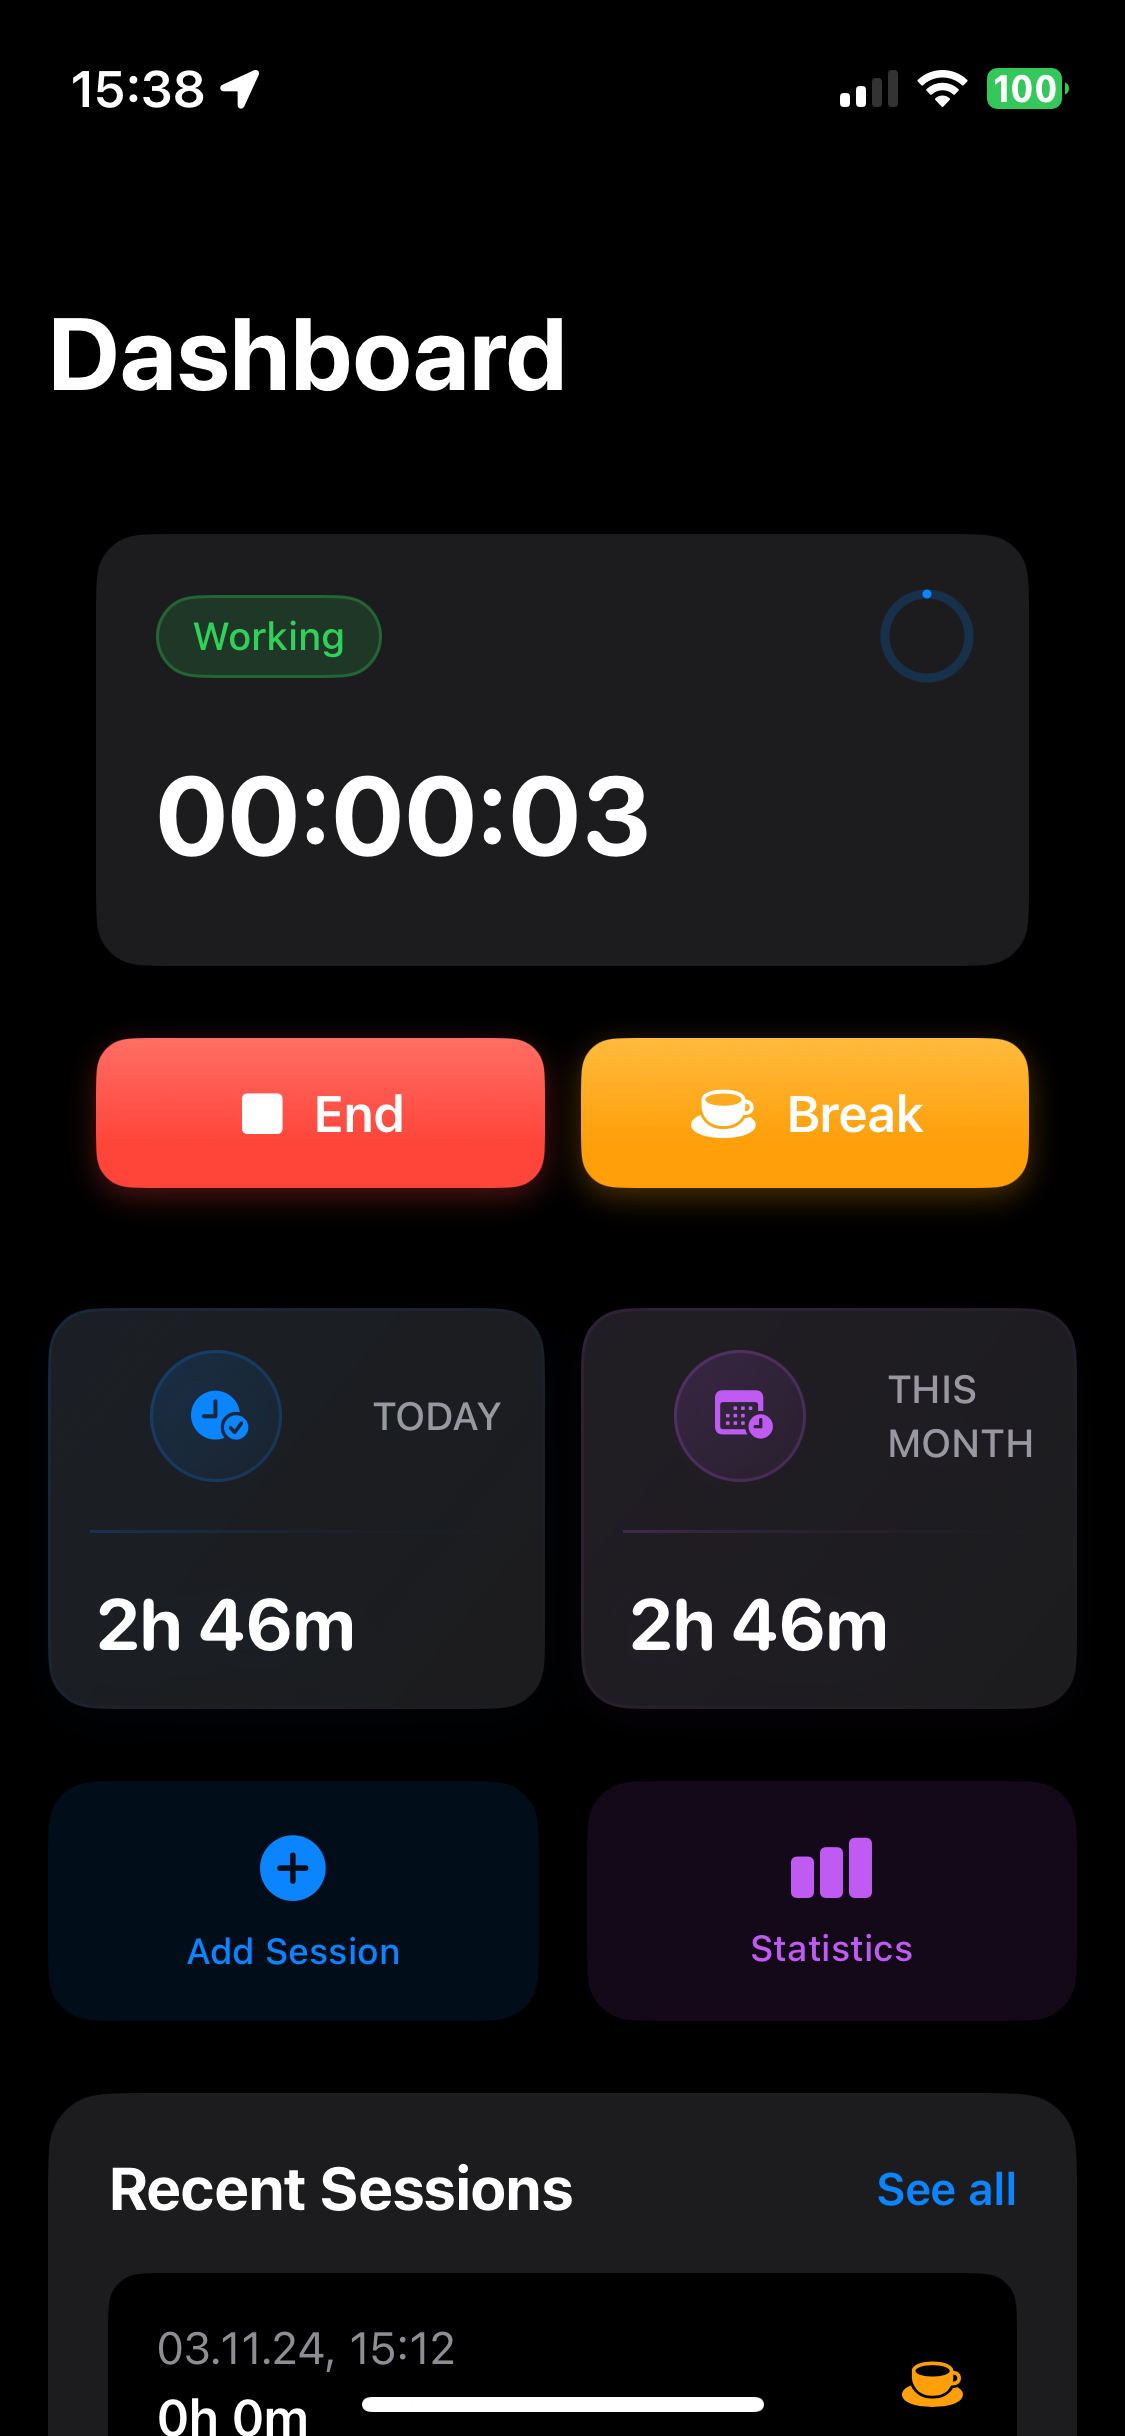 15:38
100
Dashboard
Working
00:00:03
End
Break
TODAY
THIS
MONTH
2h 46m
2h 46m
Add Session
Statistics
Recent Sessions
See all
03.11.24, 15:12
0h 0m